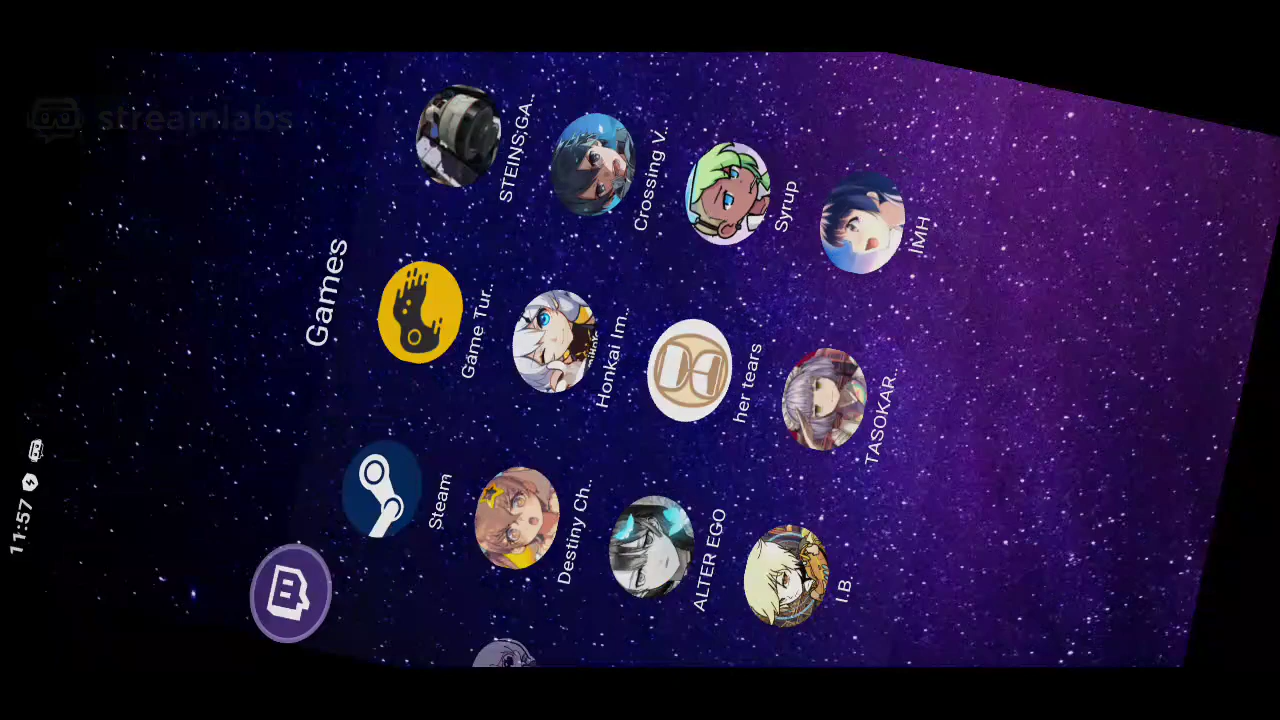 streamlabs
11:57
Games
Steam
Game Tur..
STEINS;GA..
Destiny Ch..
Honkai Im..
Crossing V..
ALTER EGO
her tears
Syrup
I.B
TASOKAR..
IMH